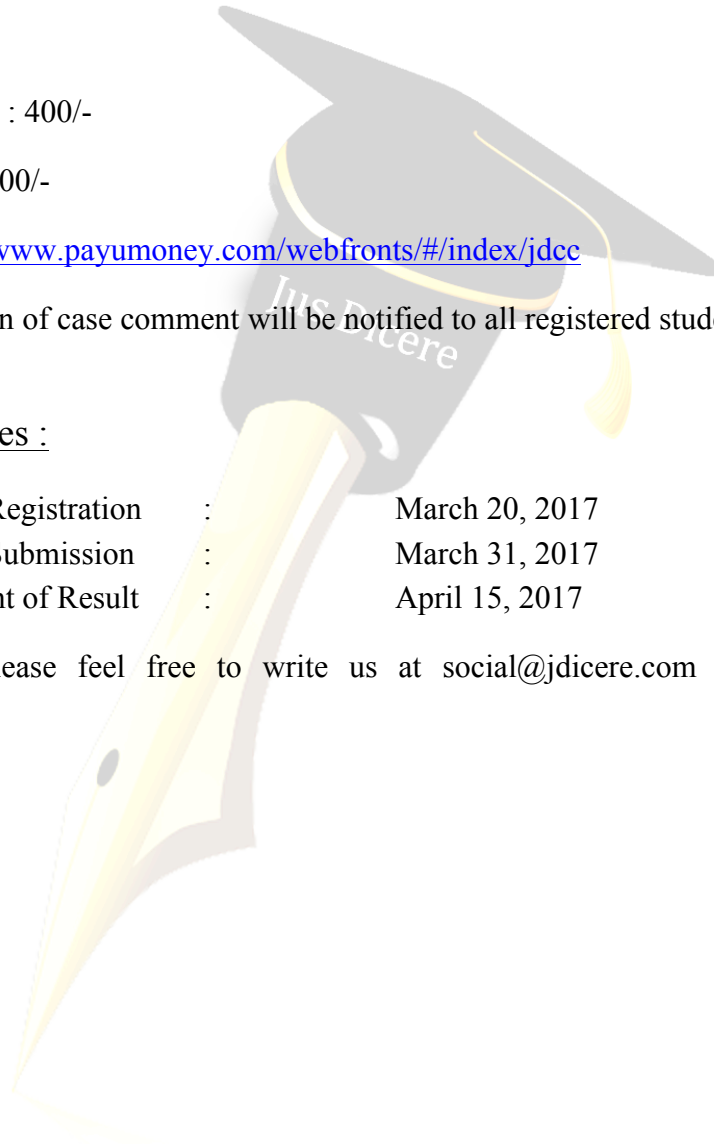 : 400/-
00/-
www.payumoney.com/webfronts/#/index/jdcc
n of case comment will be notified to all registered stud
es :
Registration : March 20, 2017
Submission : March 31, 2017
nt of Result : April 15, 2017
lease feel free to write us at social@jdicere.com
Jus Dicere